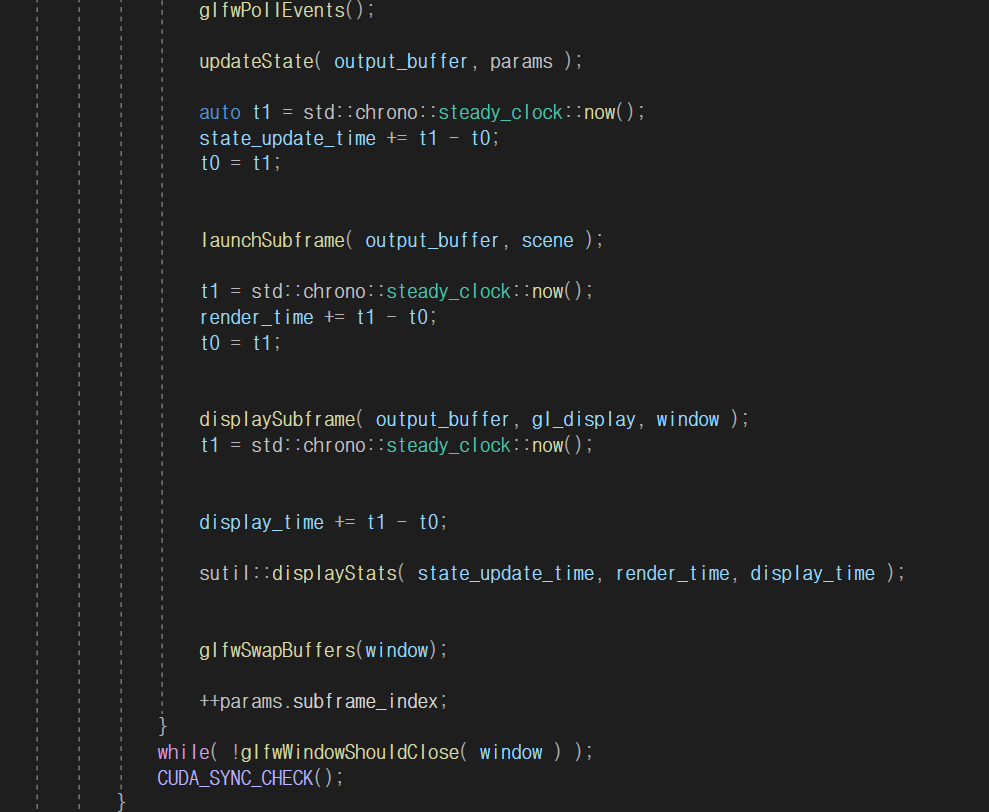 glfwPollEvents();
updateState( output_buffer, params );
auto t1 = std::chrono::steady_clock::now();
state_update_time += t1 - t0;
t0 = t1;
launchSubframe( output_buffer, scene );
t1 = std::chrono::steady_clock::now();
render_time += t1 - t0;
t0 = t1;
displaySubframe( output_buffer, gl_display, window );
t1 = std::chrono::steady_clock::now();
display_time += t1 - t0;
sutil::displayStats( state_update_time, render_time, display_time );
glfwSwapBuffers(window);
++params.subframe_index;
}
while( !glfwWindowShouldClose( window ) );
CUDA_SYNC_CHECK();
}